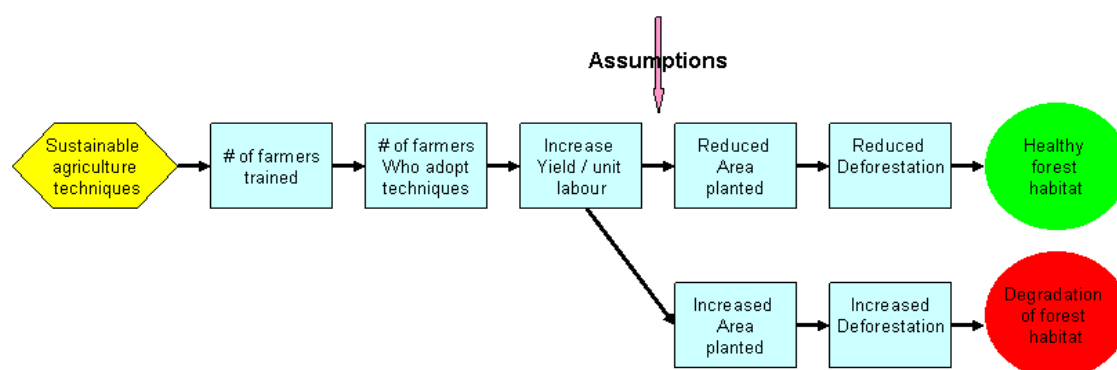 Assumptions
Sustainable
agriculture
techniques
# of farmers
trained
# of farmers
Who adopt
techniques
Increase
Yield / unit
labour
Reduced
Area
planted
Reduced
Deforestation
Healthy
forest
habitat
Increased
Area
planted
Increased
Deforestation
Degradation
of forest
habitat